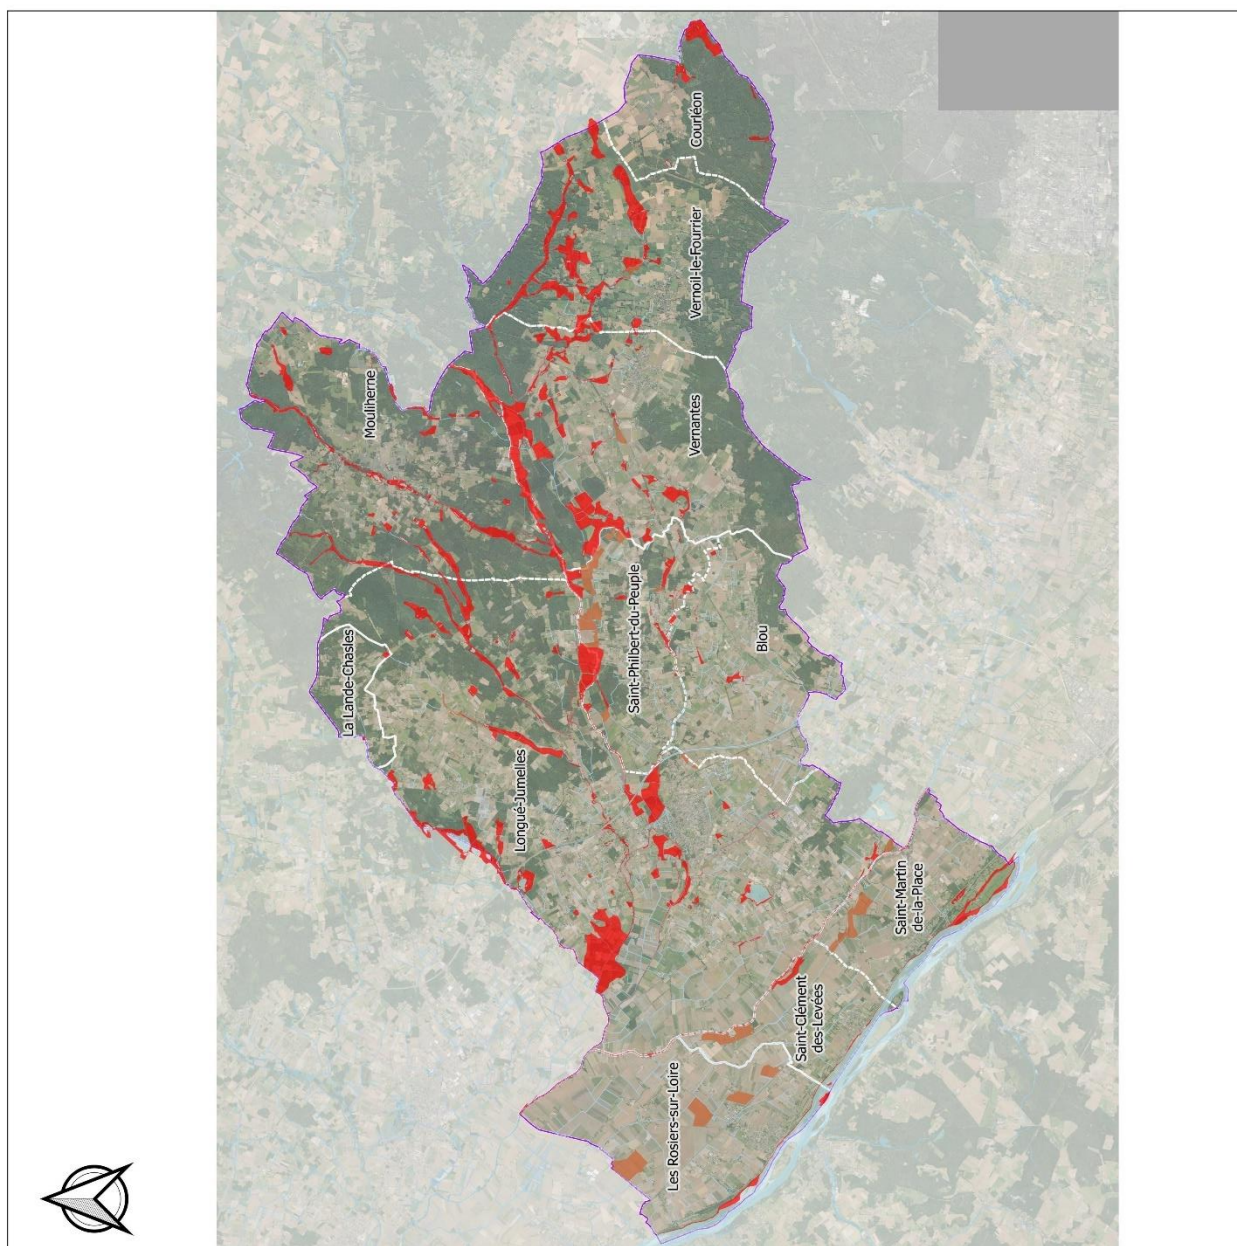 Courléon
Vernoil-le-Fourrier
Mouliherne
Vernantes
Saint-Philbert-du-Peuple
Blou
La Lande-Chasles
Longué-Jumelles
Saint-Martin
de-la-Place
Saint-Clément
des-Levées
Les Rosiers-sur-Loire